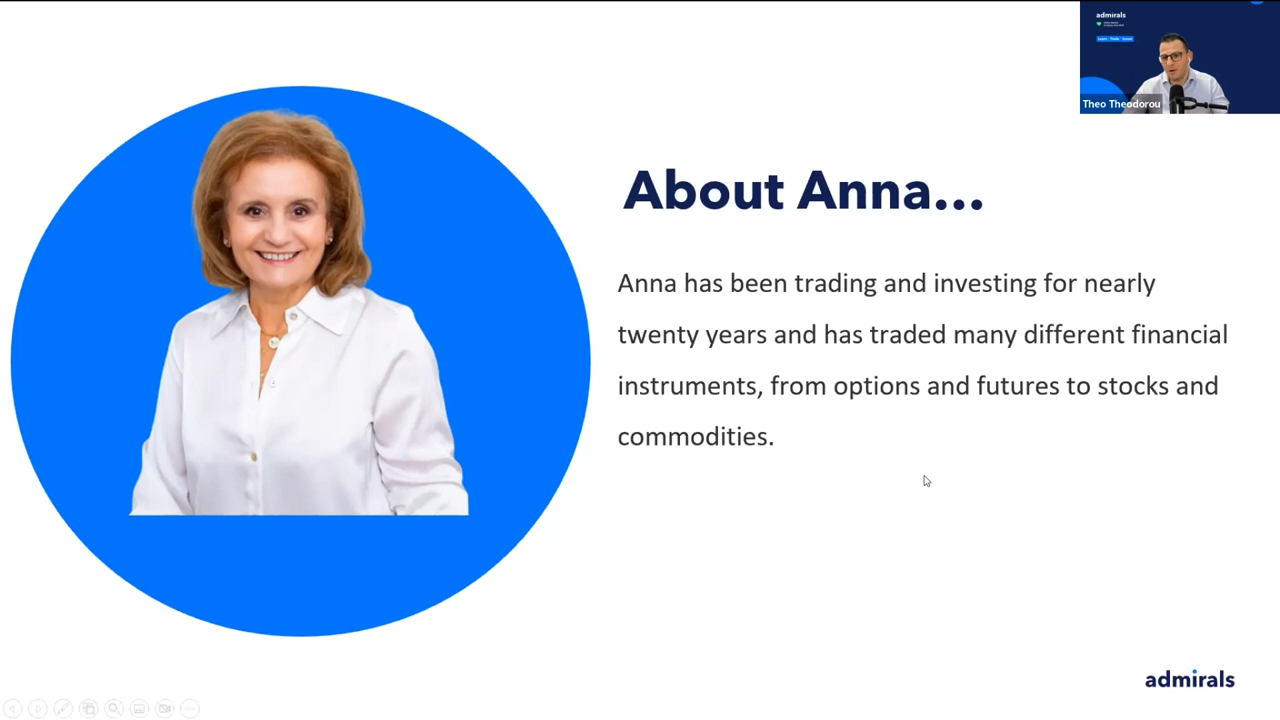 admirals
Theo Theodorou
About Anna...
Anna has been trading and investing for nearly
twenty years and has traded many different financial
instruments, from options and futures to stocks and
commodities.
admirals